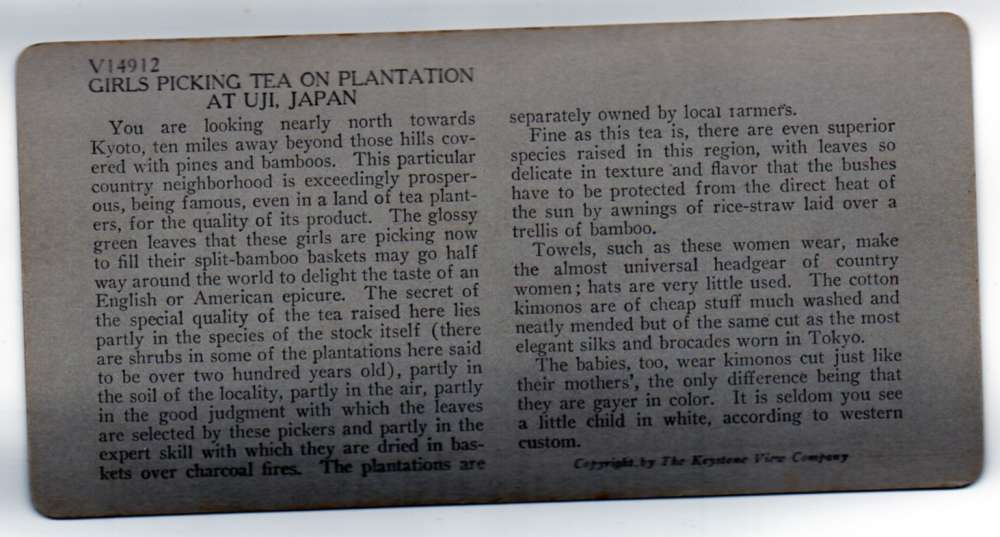 V14912
GIRLS PICKING TEA ON PLANTATION
AT UJI, JAPAN
You are looking nearly north towards
Kyoto, ten miles away beyond those hills cov-
ered with pines and bamboos. This particular
country neighborhood is exceedingly prosper-
ous, being famous, even in a land of tea plant-
ers, for the quality of its product. The glossy
green leaves that these girls are picking now
to fill their split-bamboo baskets may go half
way around the world to delight the taste of an
English or American epicure. The secret of
the special quality of the tea raised here lies
partly in the species of the stock itself (there
are shrubs in some of the plantations here said
to be over two hundred years old), partly in
the soil of the locality, partly in the air, partly
in the good judgment with which the leaves
are selected by these pickers and partly in the
expert skill with which they are dried in bas-
kets over charcoal fires. The plantations are
separately owned by local farmers.
Fine as this tea is, there are even superior
species raised in this region, with leaves so
delicate in texture and flavor that the bushes
have to be protected from the direct heat of
the sun by awnings of rice-straw laid over a
trellis of bamboo.
Towels, such as these women wear, make
the almost universal headgear of country
women; hats are very little used. The cotton
kimonos are of cheap stuff much washed and
neatly mended but of the same cut as the most
elegant silks and brocades worn in Tokyo.
The babies, too, wear kimonos cut just like
their mothers', the only difference being that
they are gayer in color. It is seldom you see
a little child in white, according to western
custom.
Copyright by The Keystone View Company